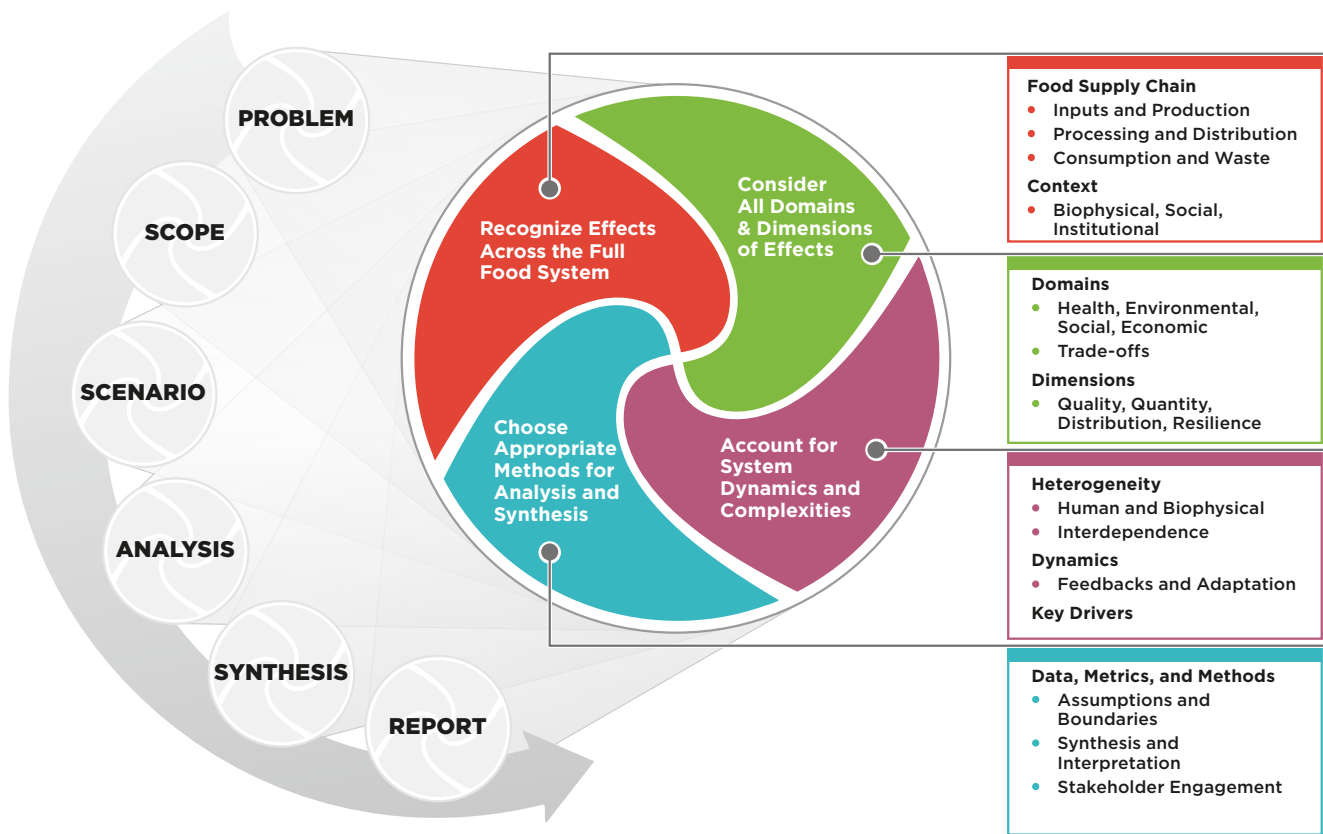 PROBLEM
SCOPE
SCENARIO
ANALYSIS
SYNTHESIS
REPORT
Recognize Effects
Across the Full
Food System
Consider
All Domains
& Dimensions
of Effects
Choose
Appropriate
Methods for
Analysis and
Synthesis
Account for
System
Dynamics and
Complexities
Food Supply Chain
• Inputs and Production
• Processing and Distribution
• Consumption and Waste
Context
• Biophysical, Social,
Institutional
Domains
• Health, Environmental,
Social, Economic
• Trade-offs
Dimensions
• Quality, Quantity,
Distribution, Resilience
Heterogeneity
• Human and Biophysical
• Interdependence
Dynamics
• Feedbacks and Adaptation
Key Drivers
Data, Metrics, and Methods
• Assumptions and
Boundaries
• Synthesis and
Interpretation
• Stakeholder Engagement